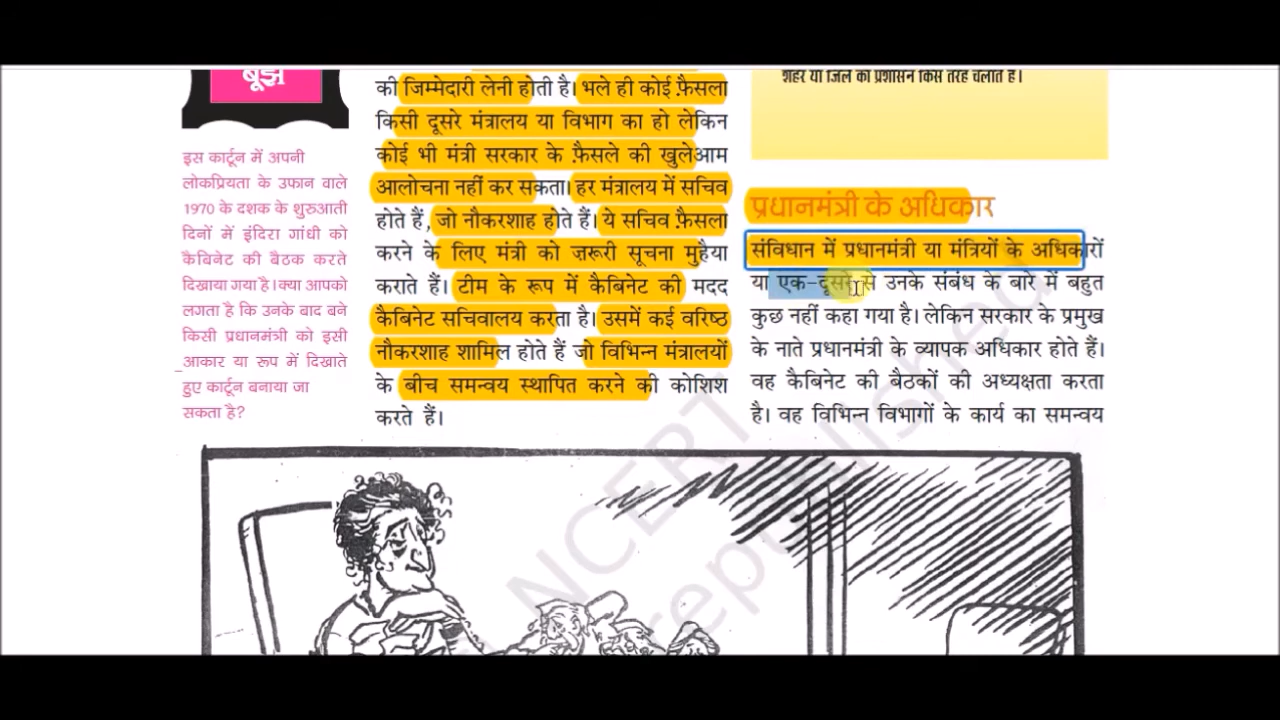 बूझें
इस कार्टून में अपनी
लोकप्रियता के उफान वाले
1970 के दशक के शुरुआती
दिनों में इंदिरा गांधी को
कैबिनेट की बैठक करते
दिखाया गया है। क्या आपको
लगता है कि उनके बाद बने
किसी प्रधानमंत्री को इसी
आकार या रूप में दिखाते
हुए कार्टून बनाया जा
सकता है?
की जिम्मेदारी लेनी होती है। भले ही कोई फ़ैसला
किसी दूसरे मंत्रालय या विभाग का हो लेकिन
कोई भी मंत्री सरकार के फ़ैसले की खुलेआम
आलोचना नहीं कर सकता। हर मंत्रालय में सचिव
होते हैं, जो नौकरशाह होते हैं। ये सचिव फ़ैसला
करने के लिए मंत्री को ज़रूरी सूचना मुहैया
कराते हैं। टीम के रूप में कैबिनेट की मदद
कैबिनेट सचिवालय करता है। उसमें कई वरिष्ठ
नौकरशाह शामिल होते हैं जो विभिन्न मंत्रालयों
के बीच समन्वय स्थापित करने की कोशिश
करते हैं।
शहर या जिले का प्रशासन किस तरह चलाते हैं।
प्रधानमंत्री के अधिकार
संविधान में प्रधानमंत्री या मंत्रियों के अधिकारों
या एक-दूसरे से उनके संबंध के बारे में बहुत
कुछ नहीं कहा गया है। लेकिन सरकार के प्रमुख
के नाते प्रधानमंत्री के व्यापक अधिकार होते हैं।
वह कैबिनेट की बैठकों की अध्यक्षता करता
है। वह विभिन्न विभागों के कार्य का समन्वय
NCERT
republished